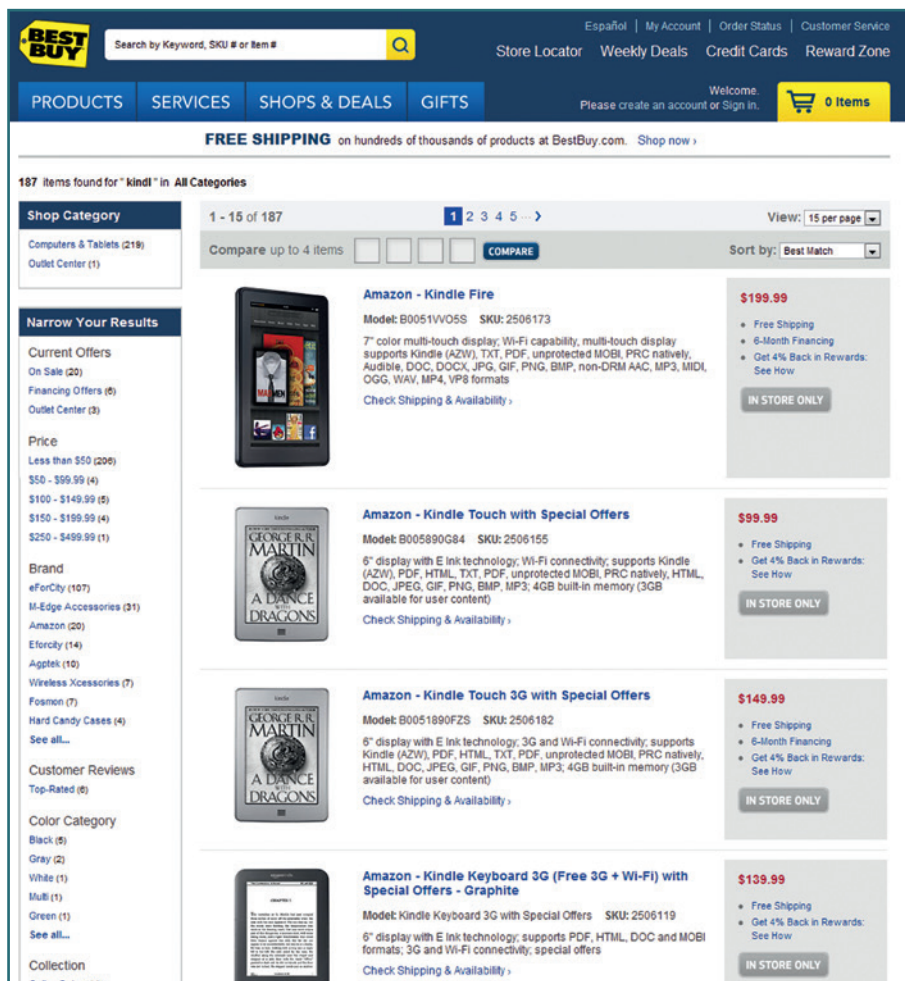 BEST
BUY
Search by Keyword, SKU # or Item #
Español | My Account | Order Status | Customer Service
Store Locator Weekly Deals Credit Cards Reward Zone
PRODUCTS SERVICES SHOPS & DEALS GIFTS
Welcome.
Please create an account or Sign in.
0 Items
FREE SHIPPING on hundreds of thousands of products at BestBuy.com. Shop now ›
187 items found for "kindl" in All Categories
Shop Category
Computers & Tablets (219)
Outlet Center (1)
Narrow Your Results
Current Offers
On Sale (20)
Financing Offers (6)
Outlet Center (3)
Price
Less than $50 (206)
$50 - $99.99 (4)
$100 - $149.99 (5)
$150 - $199.99 (4)
$250 - $499.99 (1)
Brand
eForCity (107)
M-Edge Accessories (31)
Amazon (20)
Eforcity (14)
Agptek (10)
Wireless Xcessories (7)
Fosmon (7)
Hard Candy Cases (4)
See all...
Customer Reviews
Top-Rated (6)
Color Category
Black (5)
Gray (2)
White (1)
Multi (1)
Green (1)
See all...
Collection
1 - 15 of 187
1 2 3 4 5 ... ›
View: 15 per page
Compare up to 4 items
COMPARE
Sort by: Best Match
MAD MEN
Amazon - Kindle Fire
Model: B0051VVO5S SKU: 2506173
7" color multi-touch display; Wi-Fi capability, multi-touch display
supports Kindle (AZW), TXT, PDF, unprotected MOBI, PRC natively,
Audible, DOC, DOCX, JPG, GIF, PNG, BMP, non-DRM AAC, MP3, MIDI,
OGG, WAV, MP4, VP8 formats
Check Shipping & Availability ›
$199.99
Free Shipping
6-Month Financing
Get 4% Back in Rewards:
See How
IN STORE ONLY
kindle
GEORGE R.R.
MARTIN
A DANCE
WITH
DRAGONS
Amazon - Kindle Touch with Special Offers
Model: B005890G84 SKU: 2506155
6" display with E Ink technology; Wi-Fi connectivity; supports Kindle
(AZW), PDF, HTML, TXT, PDF, unprotected MOBI, PRC natively, HTML,
DOC, JPEG, GIF, PNG, BMP, MP3; 4GB built-in memory (3GB
available for user content)
Check Shipping & Availability ›
$99.99
Free Shipping
Get 4% Back in Rewards:
See How
IN STORE ONLY
kindle
GEORGE R.R.
MARTIN
A DANCE
WITH
DRAGONS
Amazon - Kindle Touch 3G with Special Offers
Model: B0051890FZS SKU: 2506182
6" display with E Ink technology; 3G and Wi-Fi connectivity; supports
Kindle (AZW), PDF, HTML, TXT, PDF, unprotected MOBI, PRC natively,
HTML, DOC, JPEG, GIF, PNG, BMP, MP3; 4GB built-in memory (3GB
available for user content)
Check Shipping & Availability ›
$149.99
Free Shipping
6-Month Financing
Get 4% Back in Rewards:
See How
IN STORE ONLY
amazon
CHAPTER I
Amazon - Kindle Keyboard 3G (Free 3G + Wi-Fi) with
Special Offers - Graphite
Model: Kindle Keyboard 3G with Special Offers SKU: 2506119
6" display with E Ink technology; supports PDF, HTML, DOC and MOBI
formats; 3G and Wi-Fi connectivity; special offers
Check Shipping & Availability ›
$139.99
Free Shipping
Get 4% Back in Rewards:
See How
IN STORE ONLY